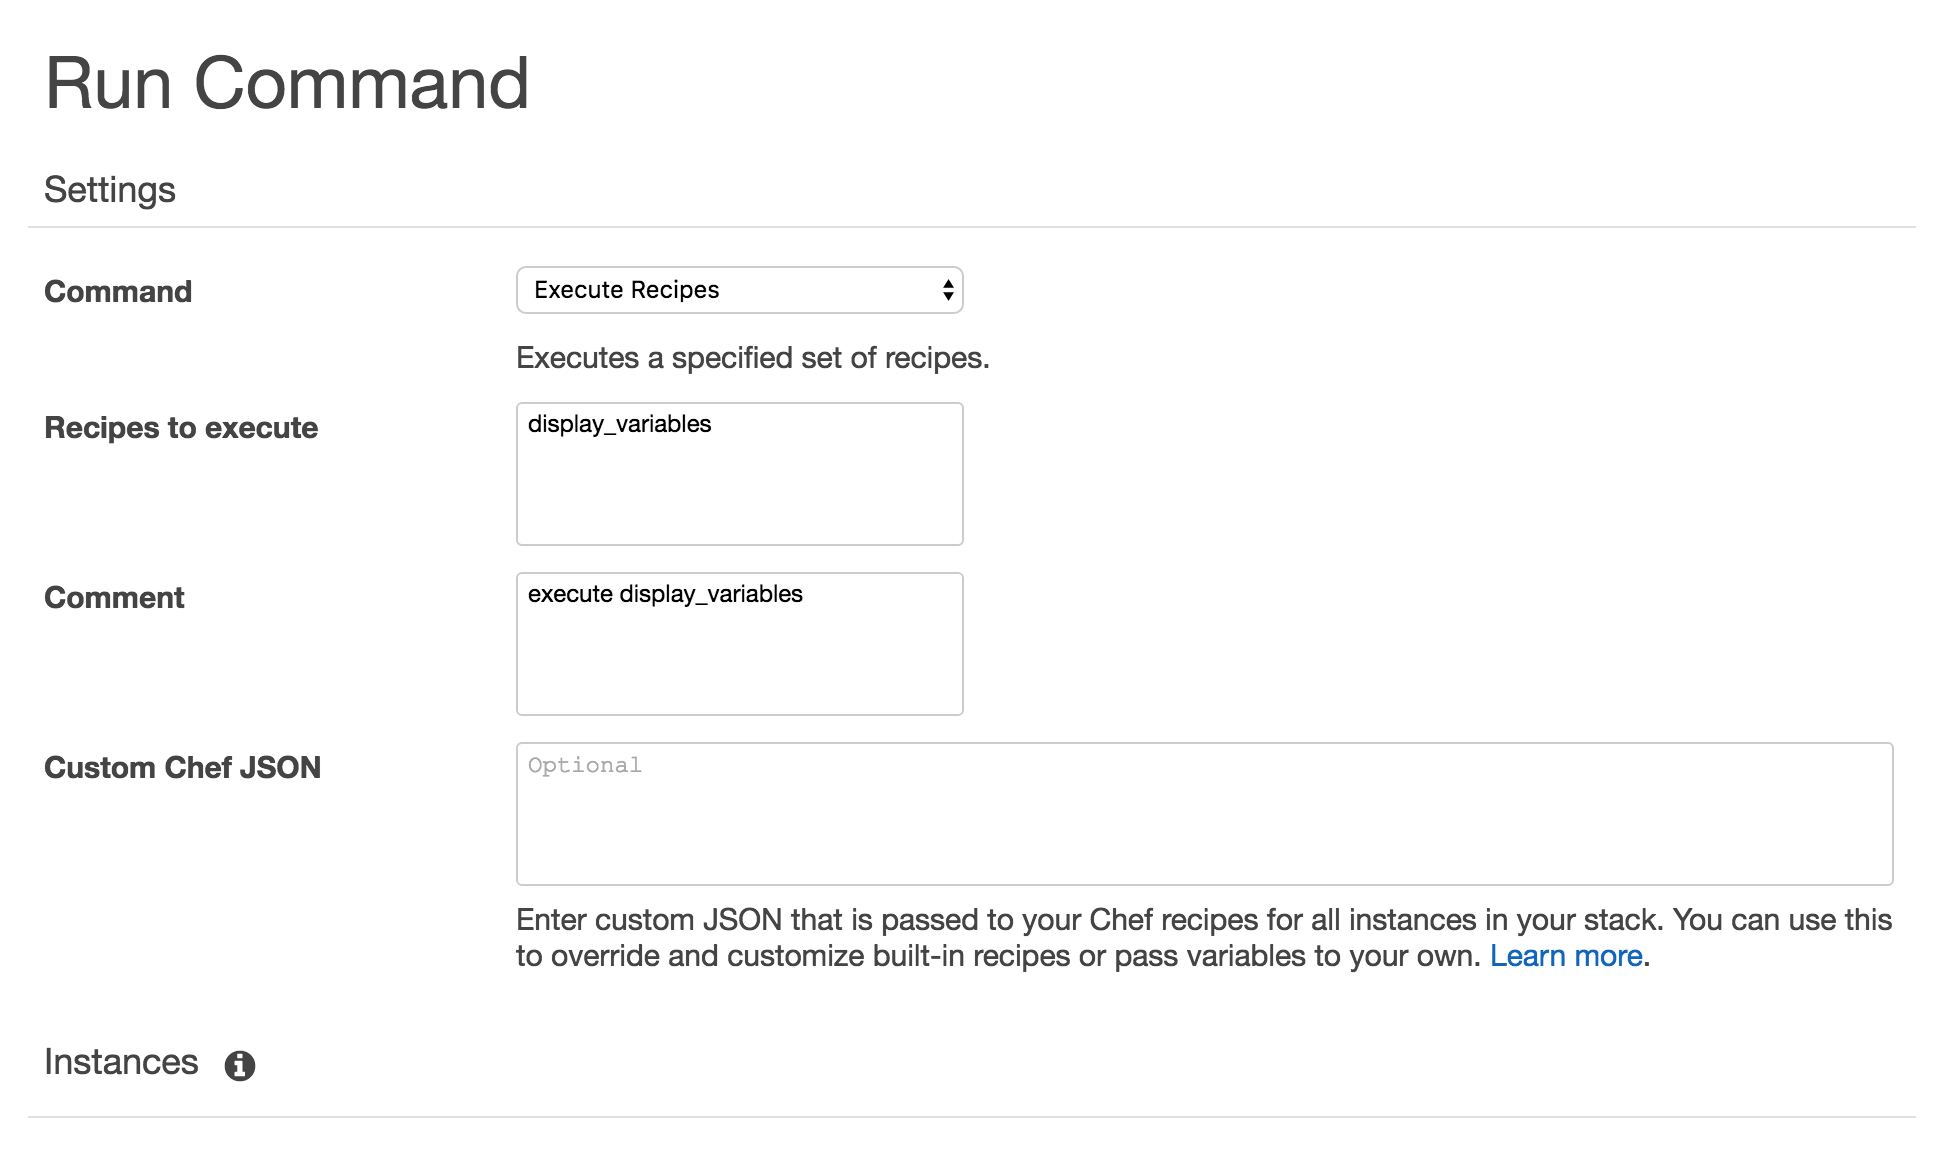 Run Command
Settings
Command
Execute Recipes
Executes a specified set of recipes.
Recipes to execute
display_variables
Comment
execute display_variables
Custom Chef JSON
Optional
Enter custom JSON that is passed to your Chef recipes for all instances in your stack. You can use this
to override and customize built-in recipes or pass variables to your own. Learn more.
Instances